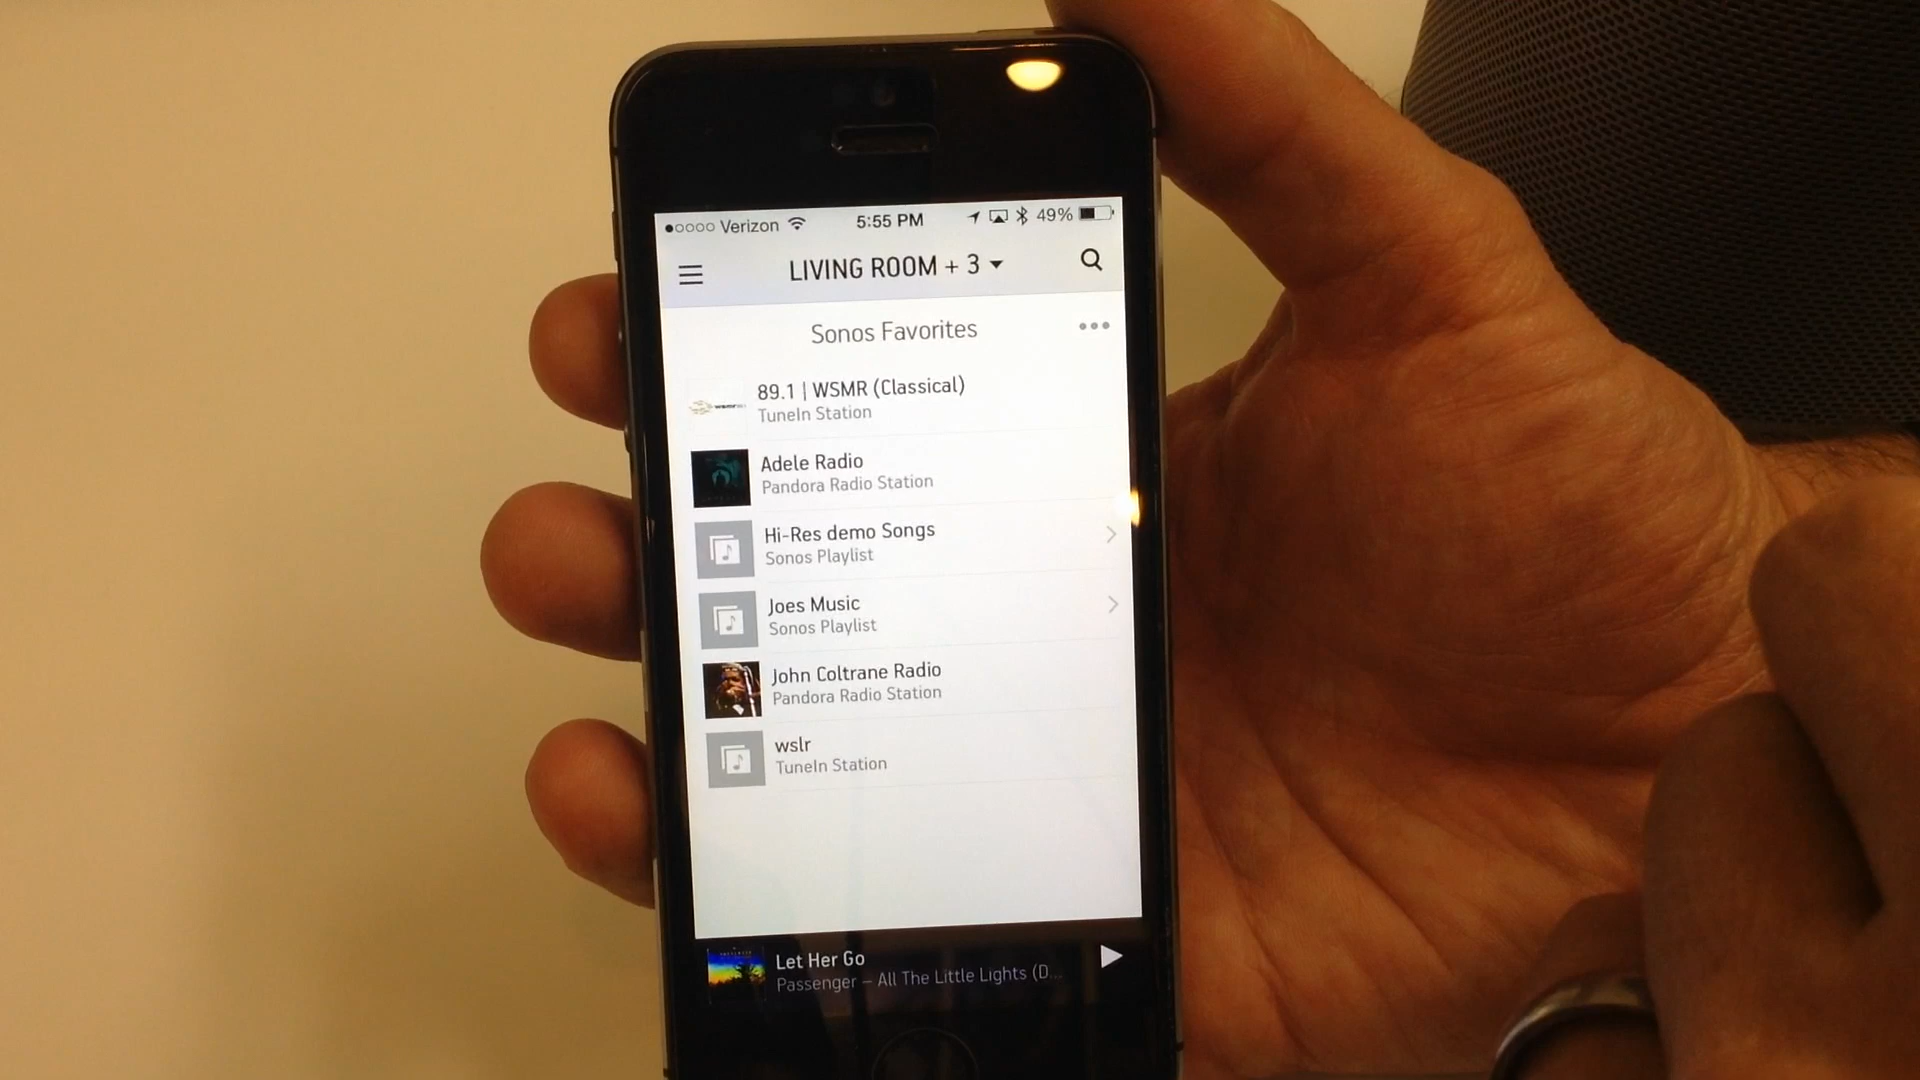 Verizon 5:55 PM 49%
LIVING ROOM + 3
Sonos Favorites
89.1 | WSMR (Classical)
TuneIn Station
Adele Radio
Pandora Radio Station
Hi-Res demo Songs
Sonos Playlist
Joes Music
Sonos Playlist
John Coltrane Radio
Pandora Radio Station
wslr
TuneIn Station
Let Her Go
Passenger – All The Little Lights (D...